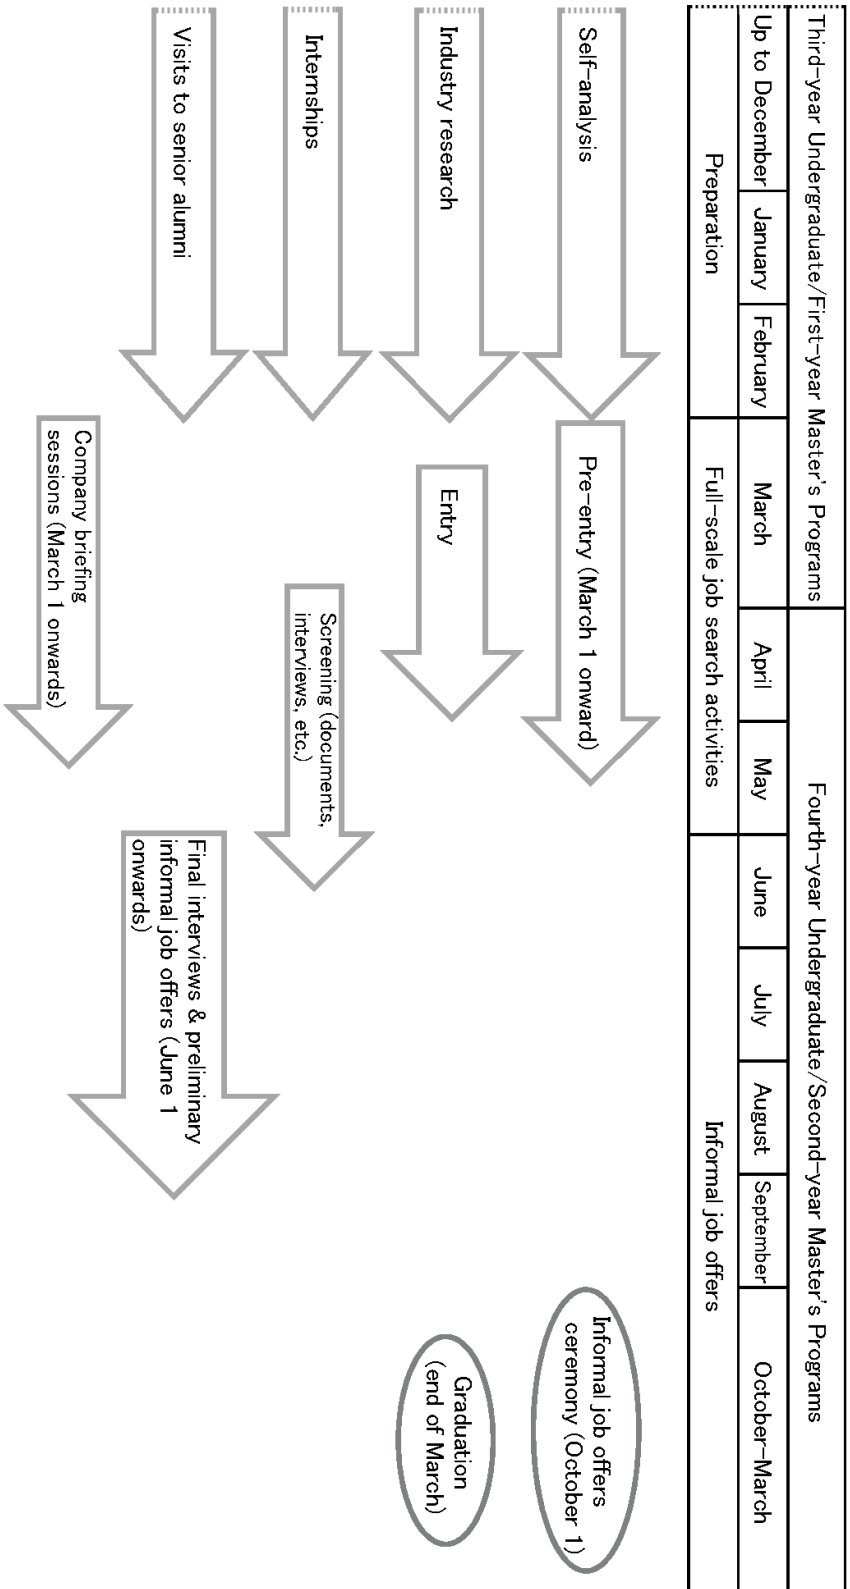 Third-year Undergraduate/First-year Master's Programs
Fourth-year Undergraduate/Second-year Master's Programs
Up to December
January
February
March
April
May
June
July
August
September
October-March
Preparation
Full-scale job search activities
Informal job offers
Self-analysis
Pre-entry (March 1 onward)
Informal job offers
ceremony (October 1)
Industry research
Entry
Graduation
(end of March)
Internships
Screening (documents,
interviews, etc.)
Visits to senior alumni
Final interviews & preliminary
informal job offers (June 1
onwards)
Company briefing
sessions (March 1 onwards)